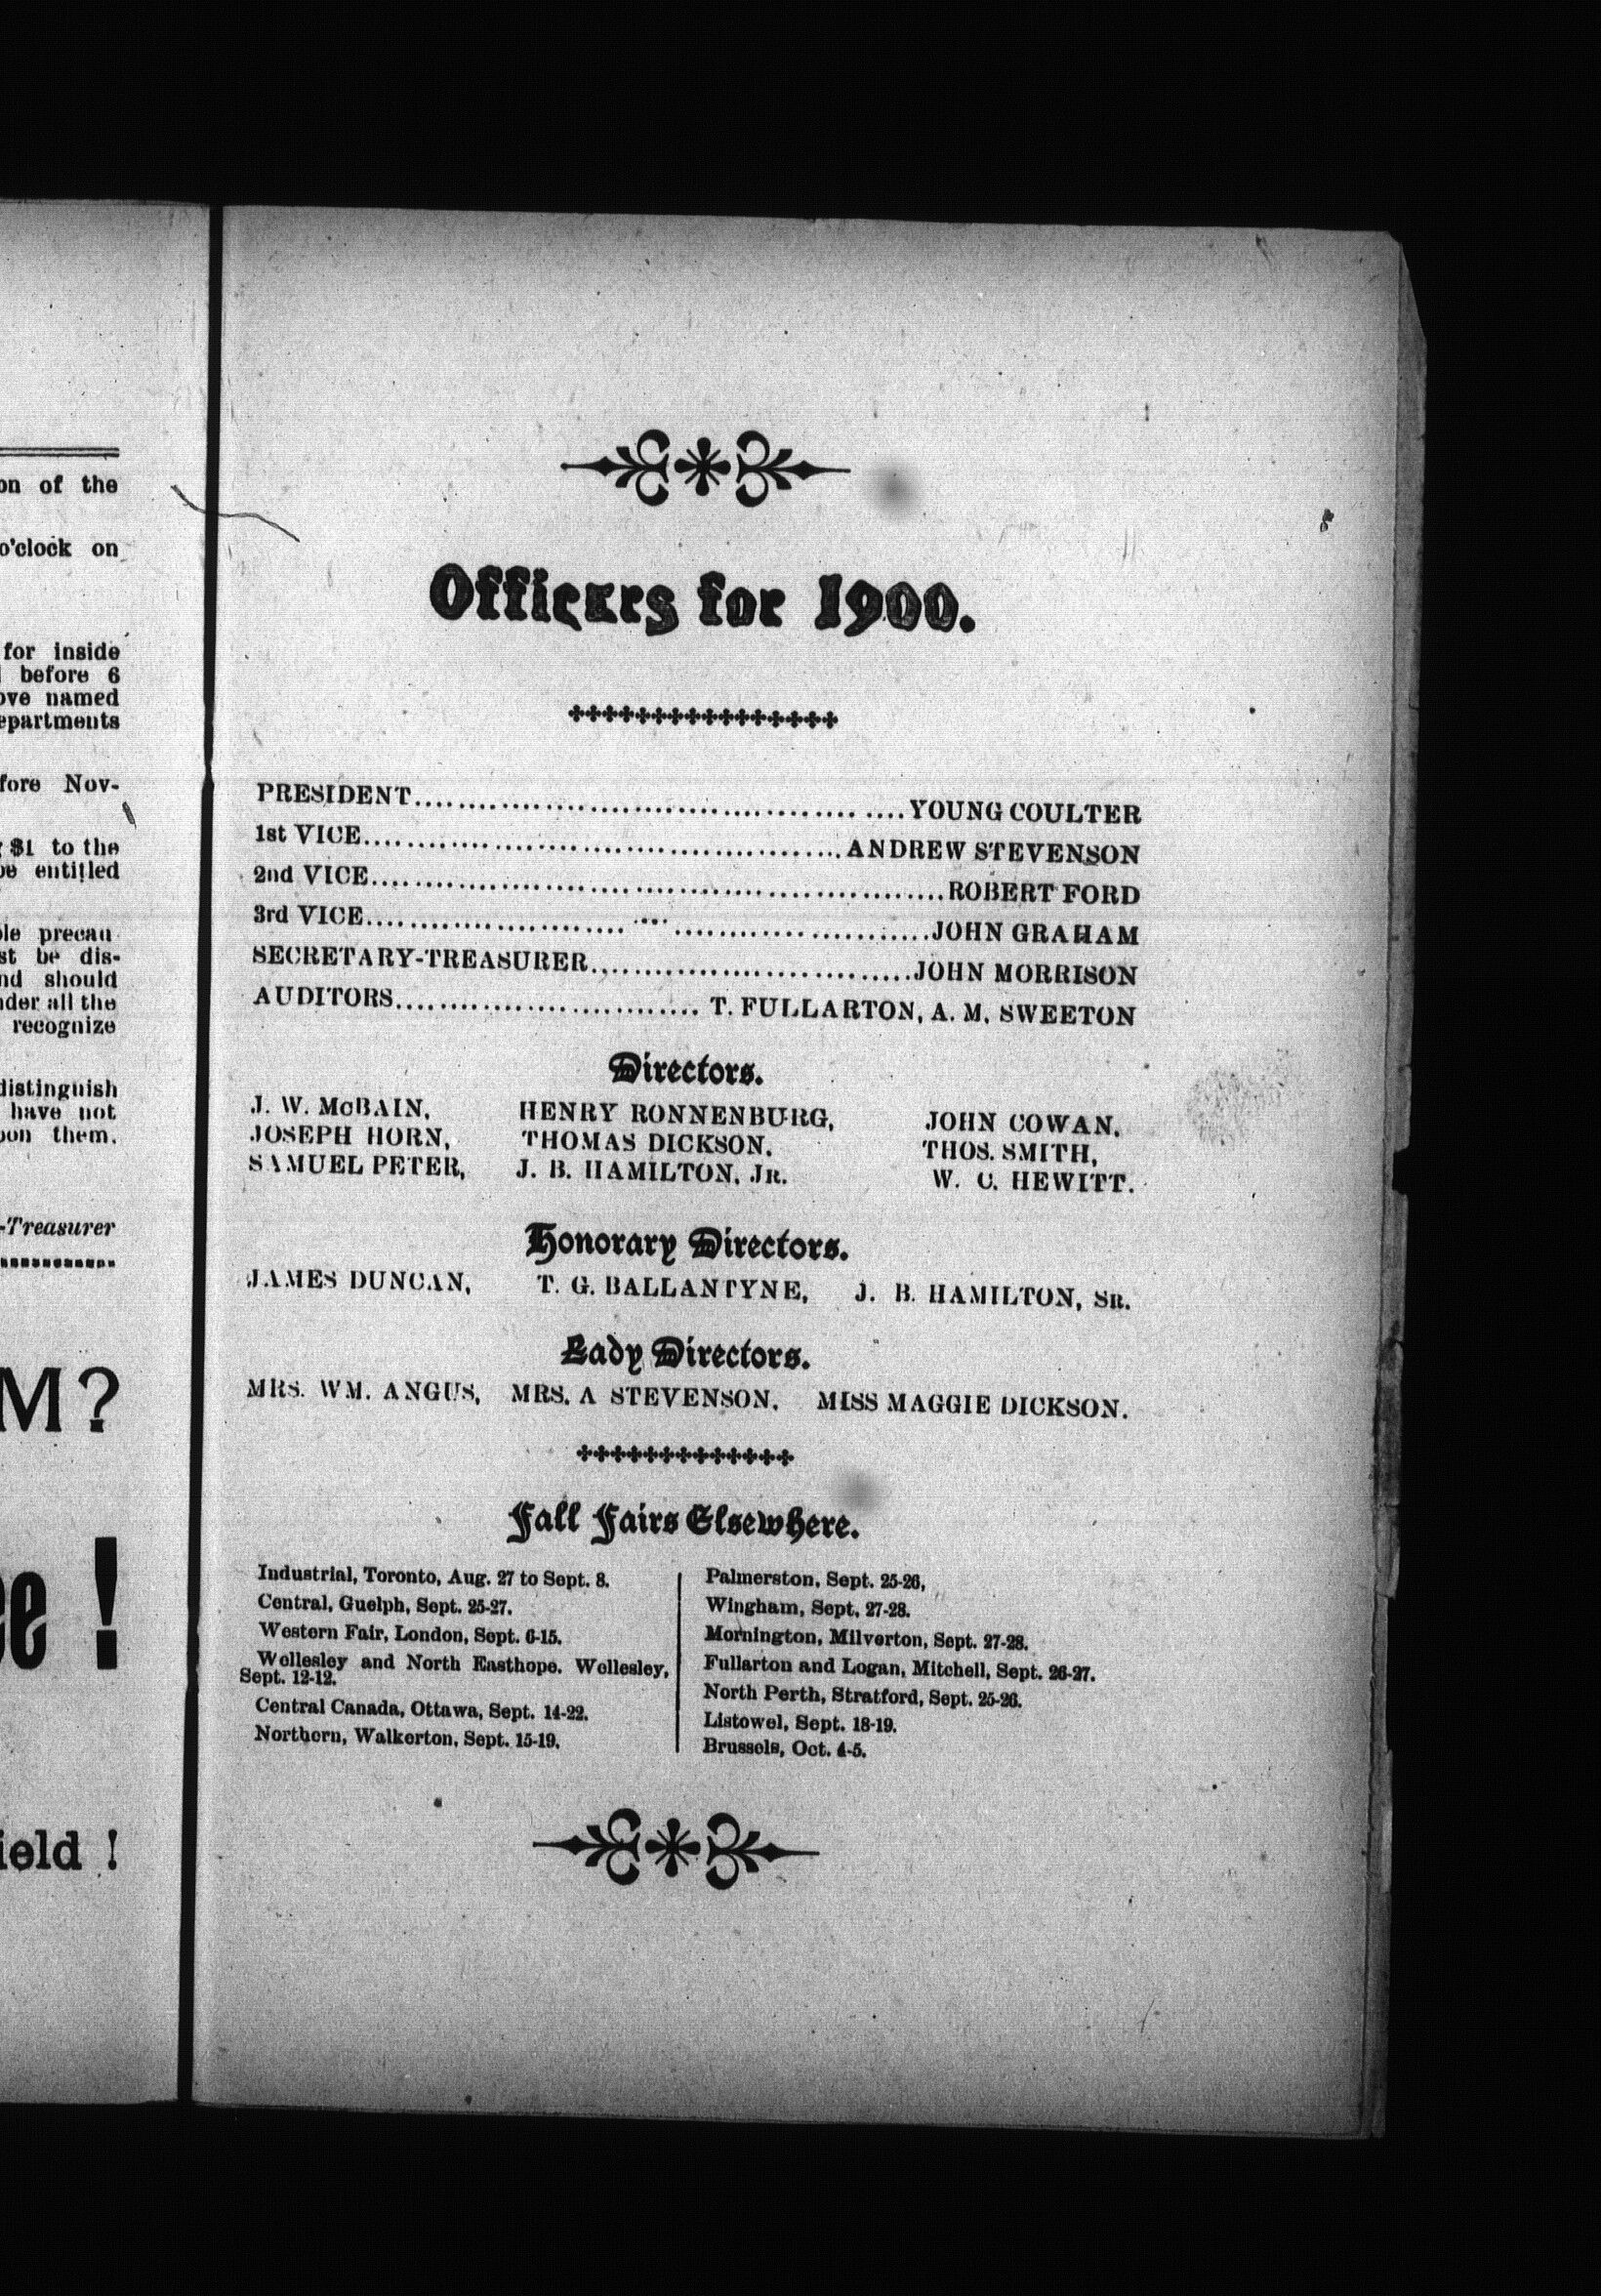 on of the
o'clock on
for inside
before 6
ove named
epartments
fore Nov-
$1 to the
be entitled
ple precau
st be dis-
nd should
nder all the
recognize
distinguish
have not
pon them.
-Treasurer
M?
ee !
ield !
Officers for 1900.
PRESIDENT........................................ ....YOUNG COULTER
1st VICE............................................ANDREW STEVENSON
2nd VICE....................................................ROBERT FORD
3rd VICE........................ .... ........................JOHN GRAHAM
SECRETARY-TREASURER..............................JOHN MORRISON
AUDITORS............................ T. FULLARTON, A. M. SWEETON
Directors.
J. W. McBAIN, HENRY RONNENBURG, JOHN COWAN,
JOSEPH HORN, THOMAS DICKSON, THOS. SMITH,
SAMUEL PETER, J. B. HAMILTON, JR. W. C. HEWITT.
Honorary Directors.
JAMES DUNCAN, T. G. BALLANTYNE, J. B. HAMILTON, SR.
Lady Directors.
MRS. WM. ANGUS, MRS. A STEVENSON. MISS MAGGIE DICKSON.
Fall Fairs Elsewhere.
Industrial, Toronto, Aug. 27 to Sept. 8.
Central, Guelph, Sept. 25-27.
Western Fair, London, Sept. 6-15.
Wellesley and North Easthope. Wellesley,
Sept. 12-12.
Central Canada, Ottawa, Sept. 14-22.
Northern, Walkerton, Sept. 15-19.
Palmerston, Sept. 25-26,
Wingham, Sept. 27-28.
Mornington, Milverton, Sept. 27-28.
Fullarton and Logan, Mitchell, Sept. 26-27.
North Perth, Stratford, Sept. 25-26.
Listowel, Sept. 18-19.
Brussels, Oct. 4-5.